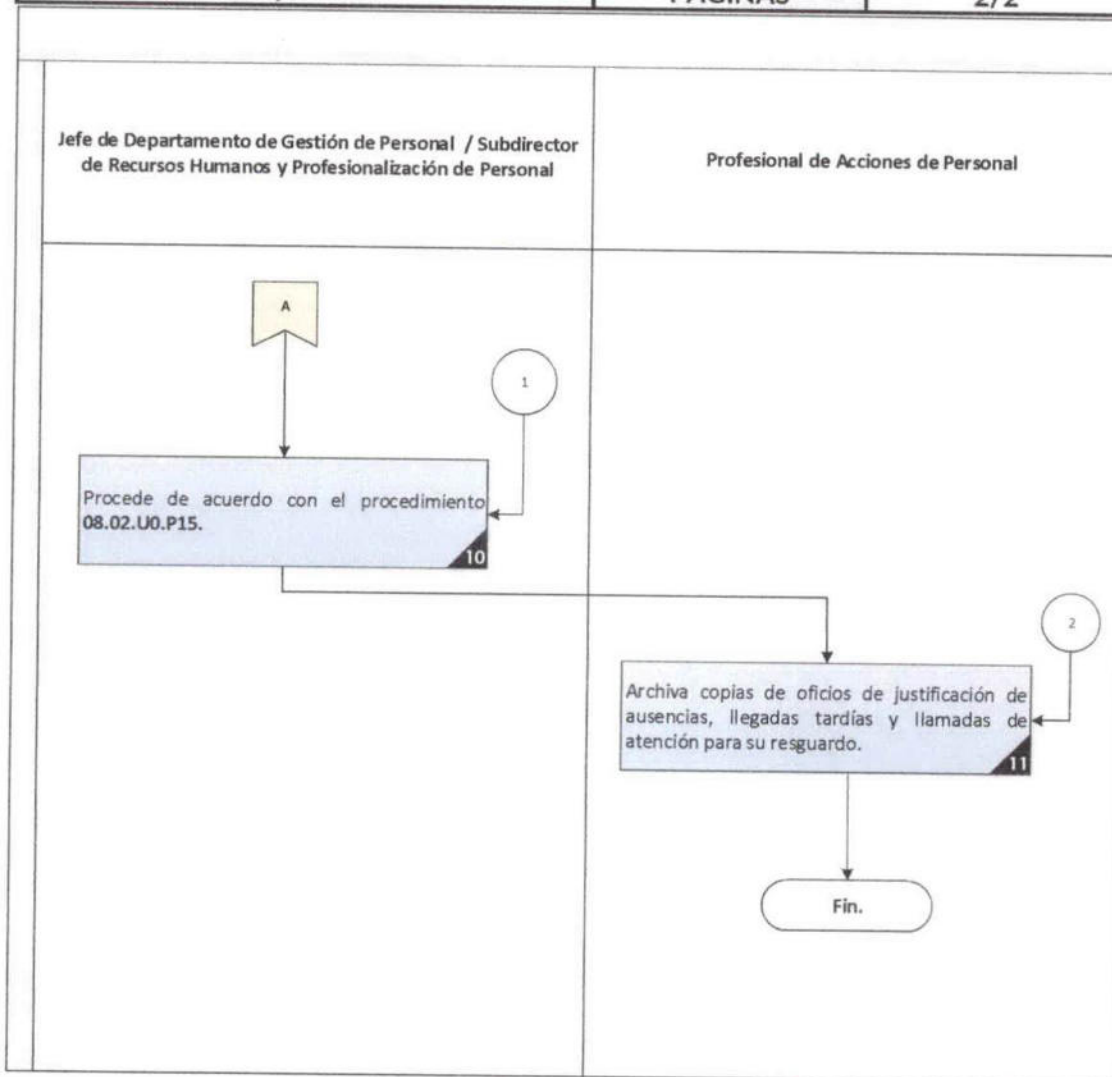 PÁGINAS
2/2
Jefe de Departamento de Gestión de Personal / Subdirector
de Recursos Humanos y Profesionalización de Personal
Profesional de Acciones de Personal
A
1
Procede de acuerdo con el procedimiento
08.02.U0.P15.
10
2
Archiva copias de oficios de justificación de
ausencias, llegadas tardías y llamadas de
atención para su resguardo.
11
Fin.